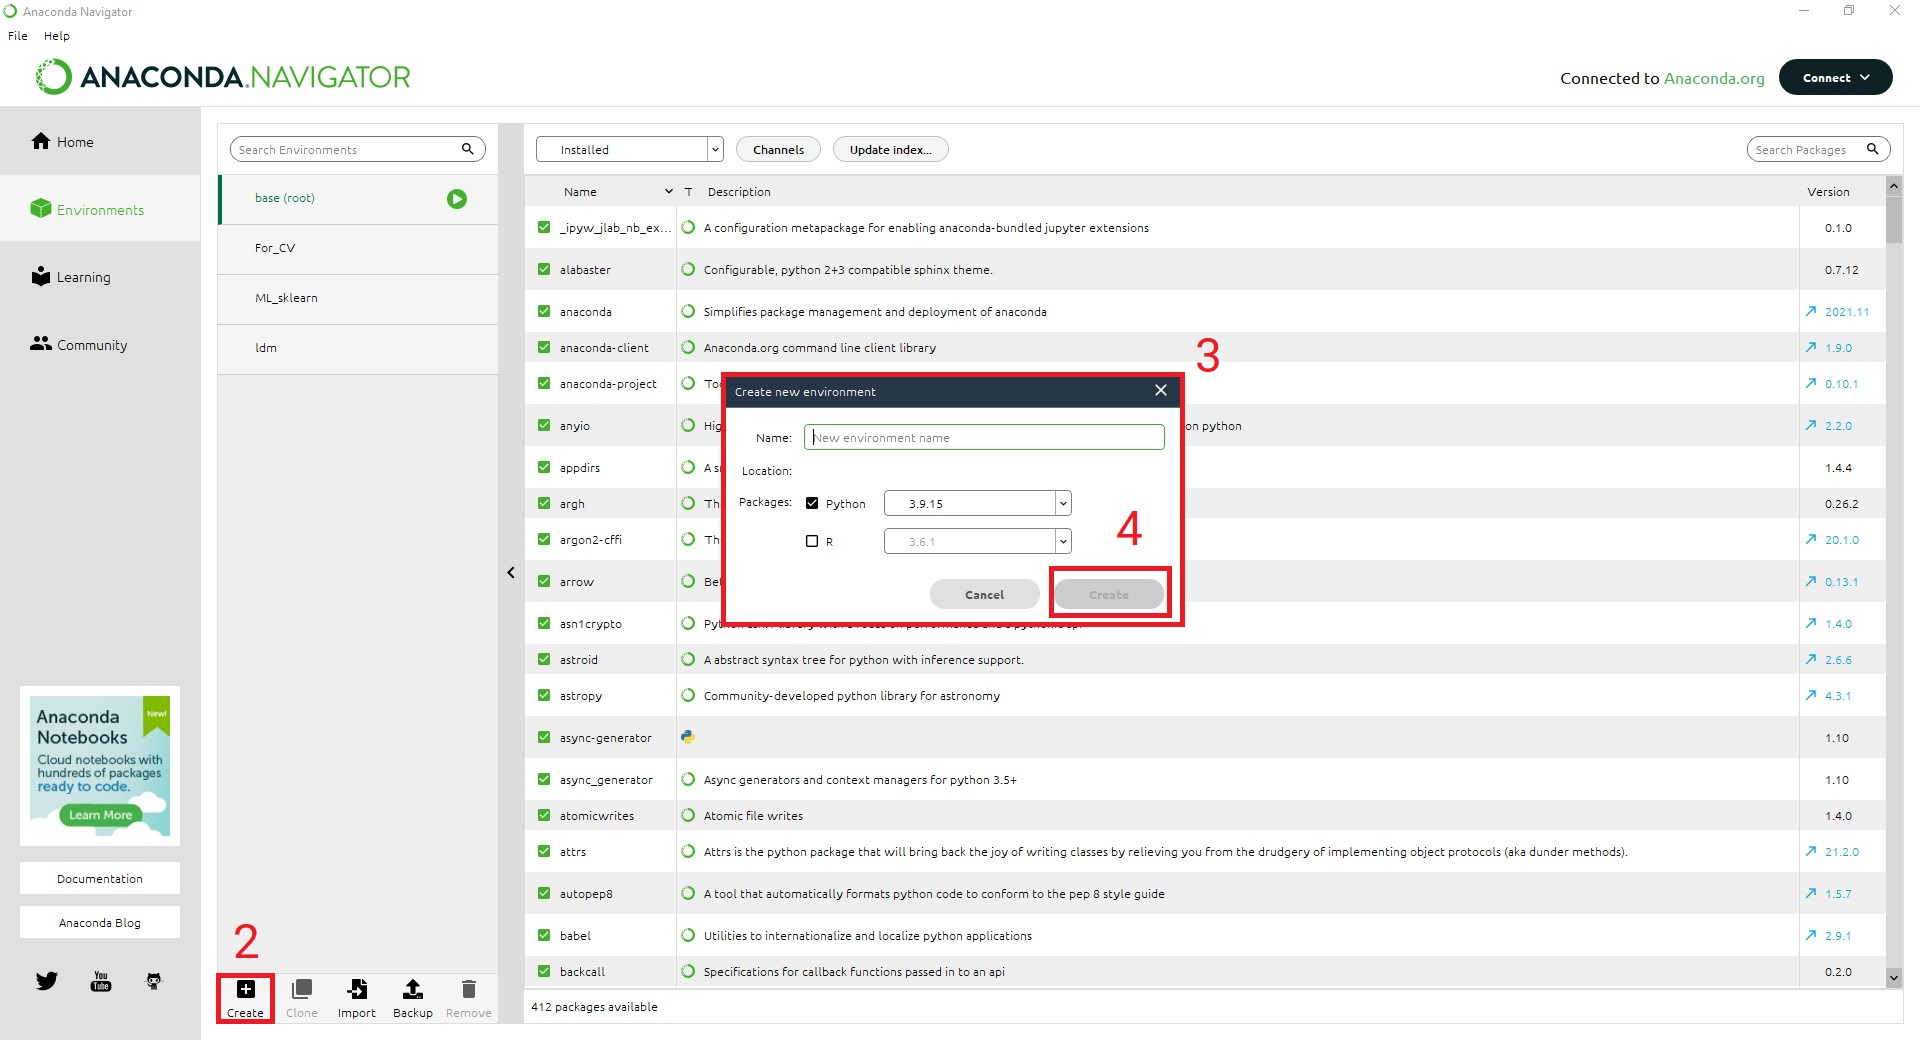 Anaconda Navigator
File Help
ANACONDA.NAVIGATOR
Connected to Anaconda.org
Connect
Home
Environments
Learning
Community
Anaconda
Notebooks
New!
Cloud notebooks with
hundreds of packages
ready to code.
Learn More
Documentation
Anaconda Blog
You
Tube
Search Environments
base (root)
For_CV
ML_sklearn
ldm
2
Create Clone Import Backup Remove
Installed
Channels
Update index...
Search Packages
Name T Description Version
_ipyw_jlab_nb_ex... A configuration metapackage for enabling anaconda-bundled jupyter extensions 0.1.0
alabaster Configurable, python 2+3 compatible sphinx theme. 0.7.12
anaconda Simplifies package management and deployment of anaconda 2021.11
anaconda-client Anaconda.org command line client library 1.9.0
anaconda-project 0.10.1
anyio on python 2.2.0
appdirs 1.4.4
argh 0.26.2
argon2-cffi 20.1.0
arrow 0.13.1
asn1crypto 1.4.0
astroid A abstract syntax tree for python with inference support. 2.6.6
astropy Community-developed python library for astronomy 4.3.1
async-generator 1.10
async_generator Async generators and context managers for python 3.5+ 1.10
atomicwrites Atomic file writes 1.4.0
attrs Attrs is the python package that will bring back the joy of writing classes by relieving you from the drudgery of implementing object protocols (aka dunder methods). 21.2.0
autopep8 A tool that automatically formats python code to conform to the pep 8 style guide 1.5.7
babel Utilities to internationalize and localize python applications 2.9.1
backcall Specifications for callback functions passed in to an api 0.2.0
412 packages available
3
Create new environment
Name: New environment name
Location:
Packages: Python 3.9.15
R 3.6.1
4
Cancel Create